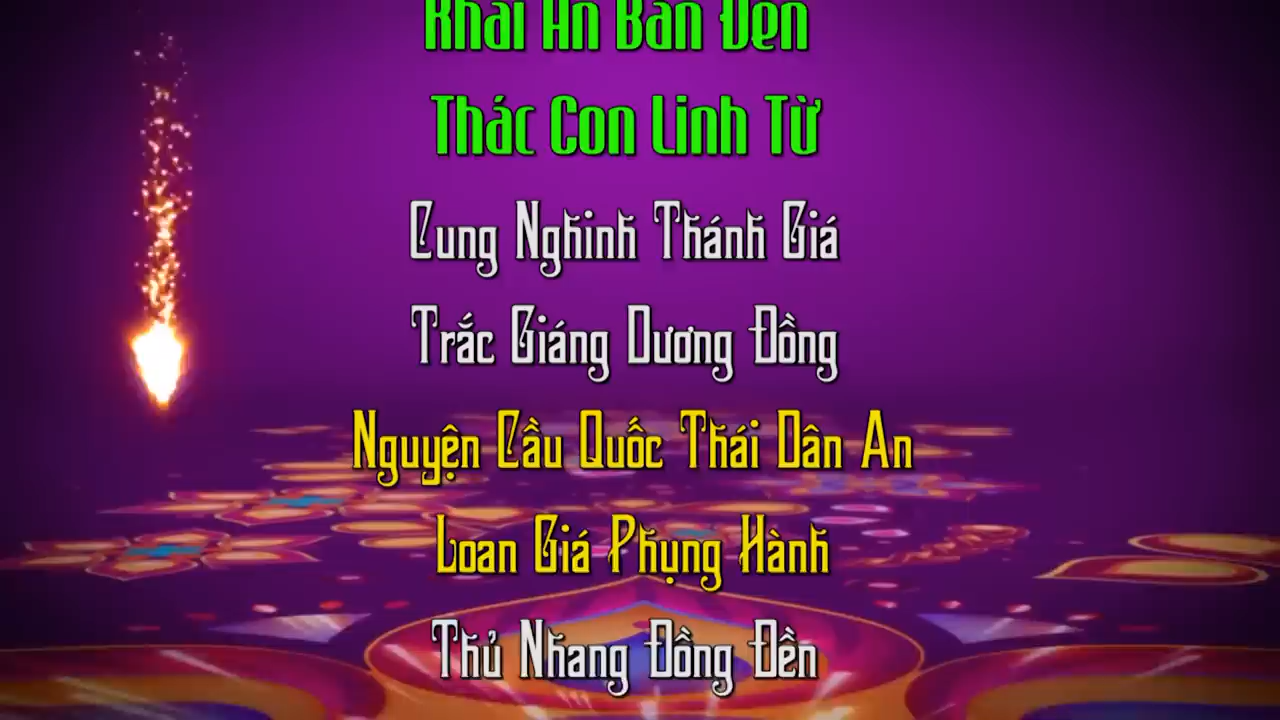 Khai Ấn Bản Đền
Thác Con Linh Từ
Cung Nghinh Thánh Giá
Trắc Giáng Dương Đồng
Nguyện Cầu Quốc Thái Dân An
Loan Giá Phụng Hành
Thủ Nhang Đồng Đền